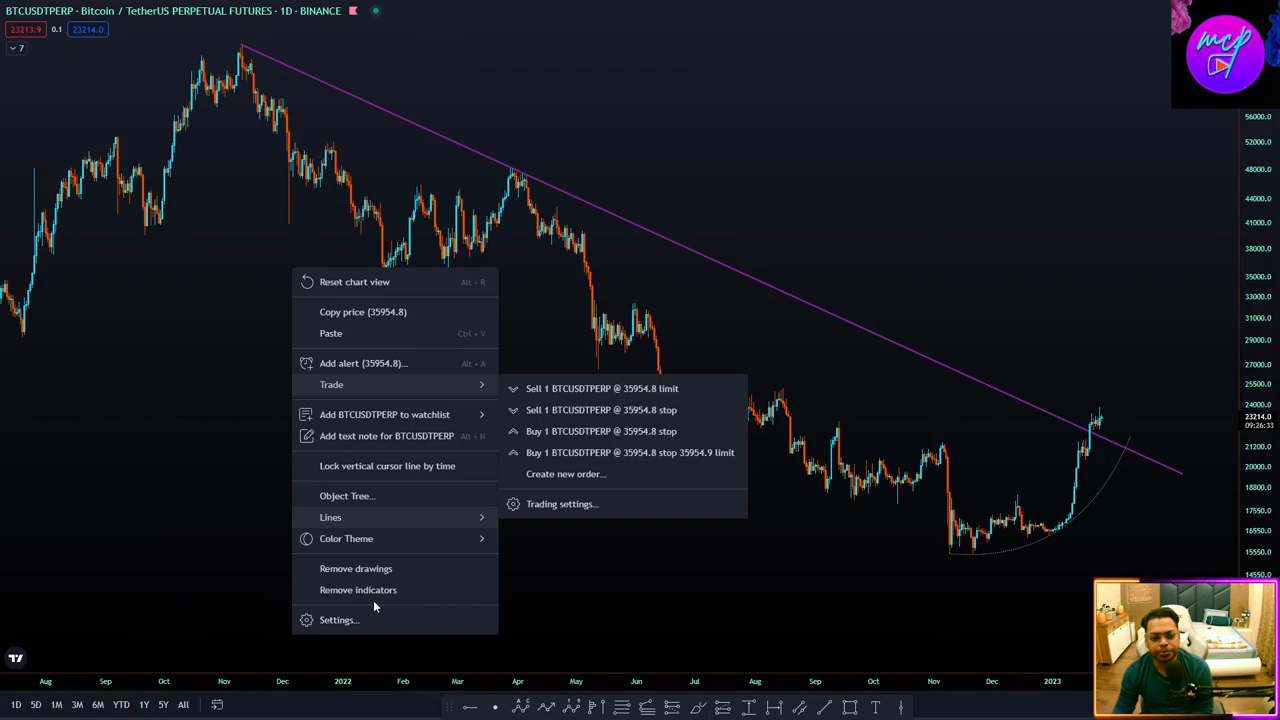 BTCUSDTPERP · Bitcoin / TetherUS PERPETUAL FUTURES · 1D · BINANCE
23213.9 0.1 23214.0
7
mcp
56000.0
52000.0
48000.0
44000.0
41000.0
38000.0
35000.0
33000.0
31000.0
29000.0
27000.0
25500.0
24000.0
23214.0
09:26:33
21200.0
20000.0
18800.0
17550.0
16550.0
15550.0
14550.0
Reset chart view Alt + R
Copy price (35954.8)
Paste Ctrl + V
Add alert (35954.8)... Alt + A
Trade
Add BTCUSDTPERP to watchlist
Add text note for BTCUSDTPERP Alt + N
Lock vertical cursor line by time
Object Tree...
Lines
Color Theme
Remove drawings
Remove indicators
Settings...
Sell 1 BTCUSDTPERP @ 35954.8 limit
Sell 1 BTCUSDTPERP @ 35954.8 stop
Buy 1 BTCUSDTPERP @ 35954.8 stop
Buy 1 BTCUSDTPERP @ 35954.8 stop 35954.9 limit
Create new order...
Trading settings...
Aug Sep Oct Nov Dec 2022 Feb Mar Apr May Jun Jul Aug Sep Oct Nov Dec 2023
1D 5D 1M 3M 6M YTD 1Y 5Y All